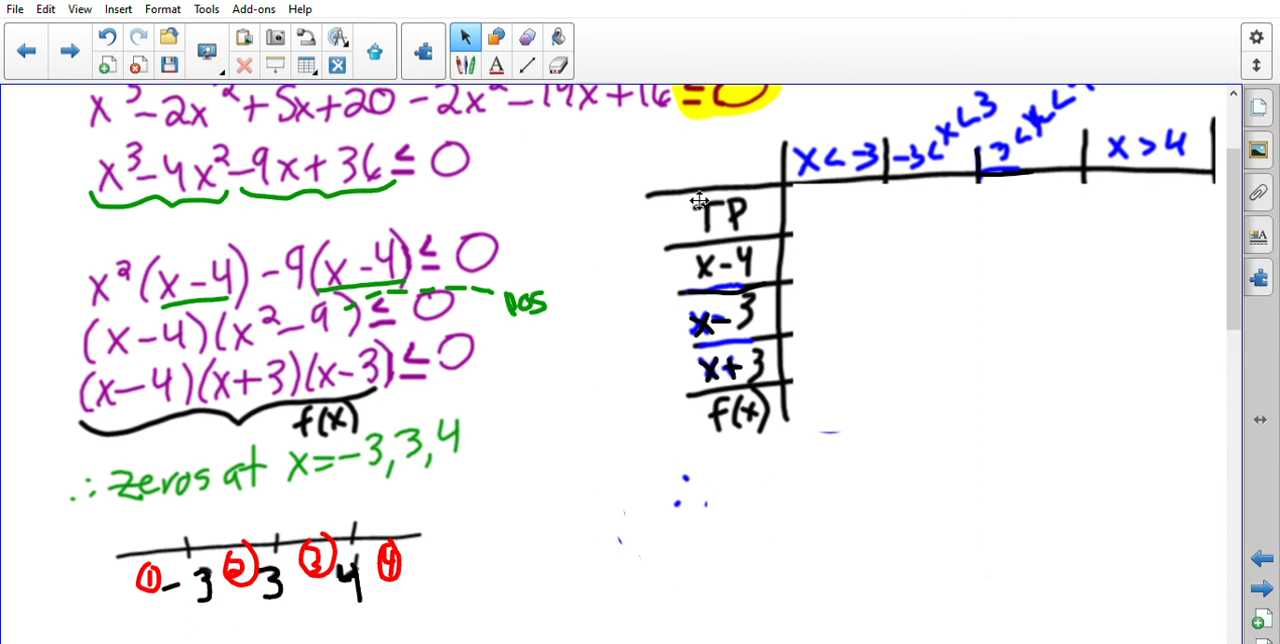 File Edit View Insert Format Tools Add-ons Help
x³-2x²+5x+20-2x²-14x+16≤0
x³-4x²-9x+36≤0
x²(x-4)-9(x-4)≤0
pos
(x-4)(x²-9)≤0
(x-4)(x+3)(x-3)≤0
f(x)
∴ zeros at x=-3,3,4
① -3 ② 3 ③ 4 ④
x<-3 -3<x<3 3<x<4 x>4
TP
x-4
x-3
x+3
f(x)
∴